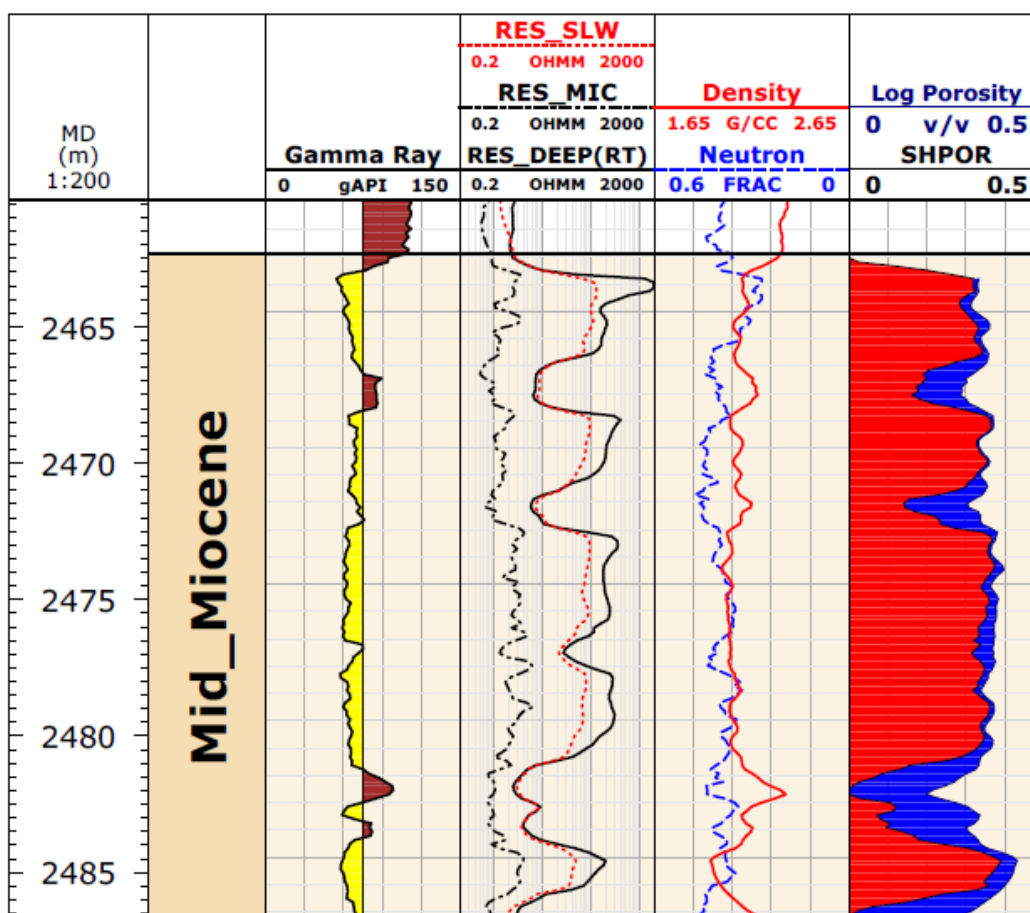 RES_SLW
0.2 OHMM 2000
RES_MIC
0.2 OHMM 2000
RES_DEEP(RT)
0.2 OHMM 2000
MD
(m)
1:200
Gamma Ray
0 gAPI 150
Density
1.65 G/CC 2.65
Neutron
0.6 FRAC 0
Log Porosity
0 v/v 0.5
SHPOR
0 0.5
2465
2470
2475
2480
2485
Mid_Miocene